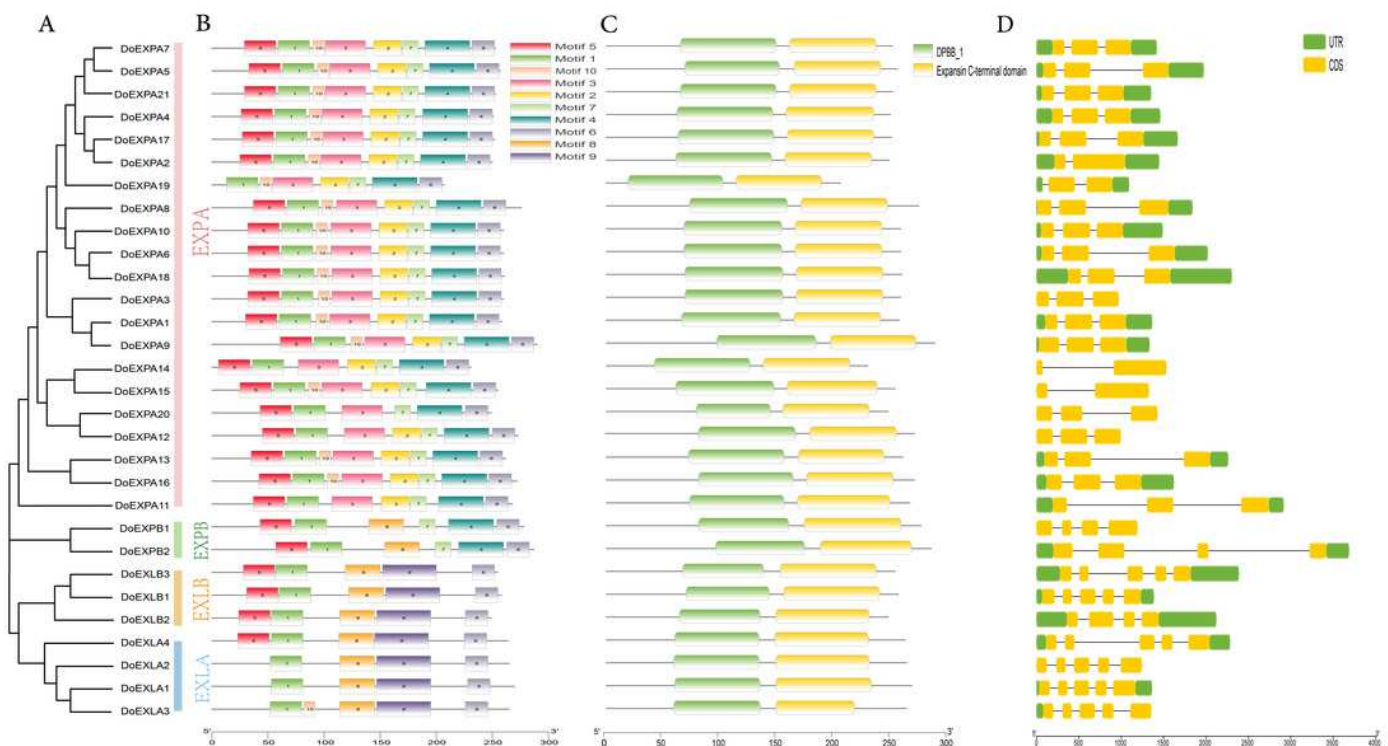 A
B
C
D
DoEXPA7
DoEXPA5
DoEXPA21
DoEXPA4
DoEXPA17
DoEXPA2
DoEXPA19
DoEXPA8
DoEXPA10
DoEXPA6
DoEXPA18
DoEXPA3
DoEXPA1
DoEXPA9
DoEXPA14
DoEXPA15
DoEXPA20
DoEXPA12
DoEXPA13
DoEXPA16
DoEXPA11
DoEXPB1
DoEXPB2
DoEXLB3
DoEXLB1
DoEXLB2
DoEXLA4
DoEXLA2
DoEXLA1
DoEXLA3
EXPA
EXPB
EXLB
EXLA
Motif 5
Motif 1
Motif 10
Motif 3
Motif 2
Motif 7
Motif 4
Motif 6
Motif 8
Motif 9
5' 3'
0 50 100 150 200 250 300
DPBB_1
Expansin C-terminal domain
5' 3'
0 50 100 150 200 250 300
UTR
CDS
5' 3'
0 500 1000 1500 2000 2500 3000 3500 4000